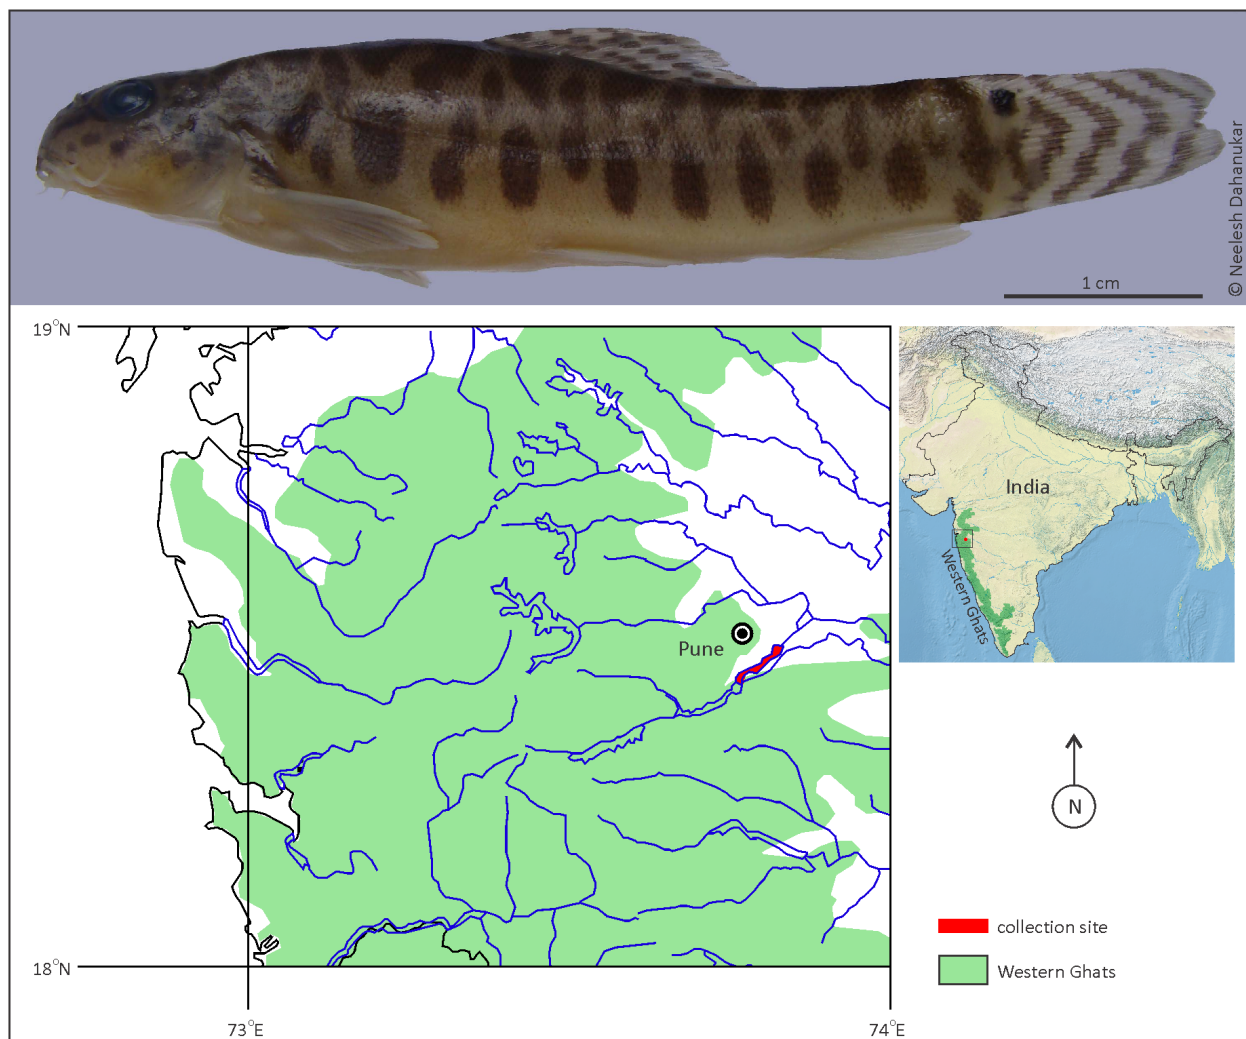 © Neelesh Dahanukar
1 cm
19°N
India
Western Ghats
Pune
N
collection site
18°N
Western Ghats
73°E
74°E